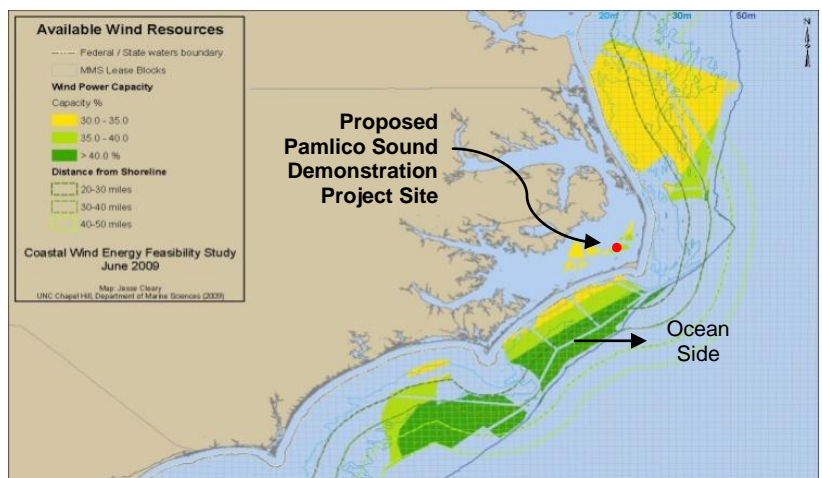 Available Wind Resources
Federal / State waters boundary
MMS Lease Blocks
Wind Power Capacity
Capacity %
30.0 - 35.0
35.0 - 40.0
> 40.0 %
Distance from Shoreline
20-30 miles
30-40 miles
40-50 miles
Coastal Wind Energy Feasibility Study
June 2009
Map: Jesse Cleary
UNC Chapel Hill, Department of Marine Sciences (2009)
20m
30m
50m
N
Proposed
Pamlico Sound
Demonstration
Project Site
Ocean
Side